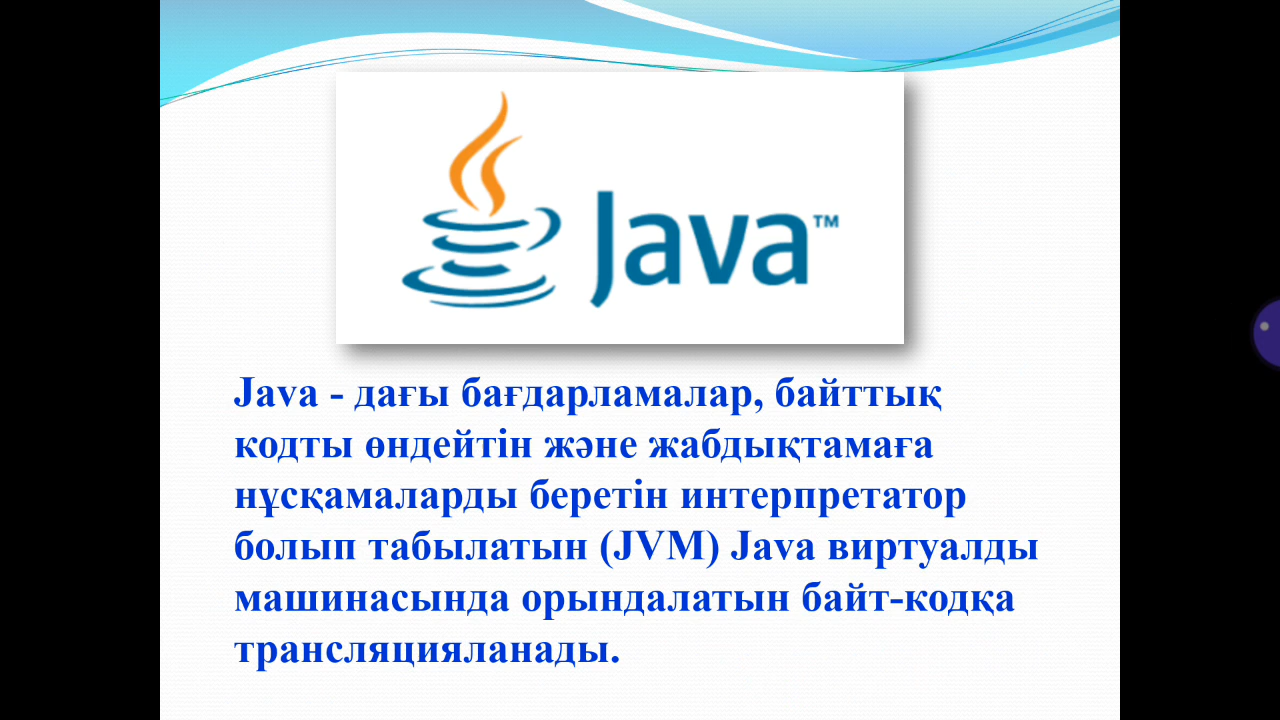 Java™
Java - дағы бағдарламалар, байттық
кодты өндейтін және жабдықтамаға
нұсқамаларды беретін интерпретатор
болып табылатын (JVM) Java виртуалды
машинасында орындалатын байт-кодқа
трансляцияланады.